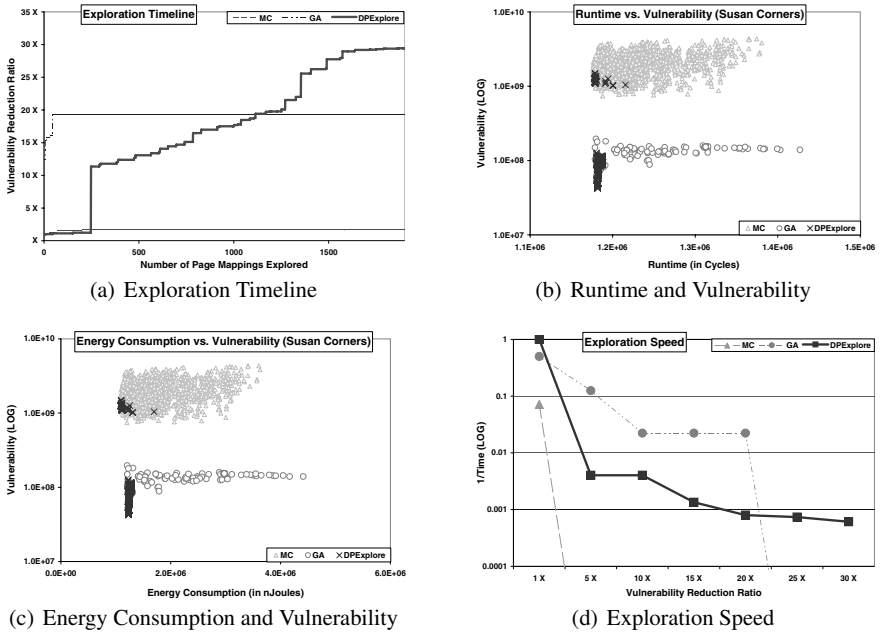 Exploration Timeline
MC GA DPExplore
Vulnerability Reduction Ratio
35 X
30 X
25 X
20 X
15 X
10 X
5 X
X
0 500 1000 1500
Number of Page Mappings Explored
(a) Exploration Timeline
Runtime vs. Vulnerability (Susan Corners)
Vulnerability (LOG)
1.0E+10
1.0E+09
1.0E+08
1.0E+07
1.1E+06 1.2E+06 1.3E+06 1.4E+06 1.5E+06
MC GA DPExplore
Runtime (in Cycles)
(b) Runtime and Vulnerability
Energy Consumption vs. Vulnerability (Susan Corners)
Vulnerability (LOG)
1.0E+10
1.0E+09
1.0E+08
1.0E+07
0.0E+00 2.0E+06 4.0E+06 6.0E+06
MC GA DPExplore
Energy Consumption (in nJoules)
(c) Energy Consumption and Vulnerability
Exploration Speed
MC GA DPExplore
1/Time (LOG)
1
0.1
0.01
0.001
0.0001
1 X 5 X 10 X 15 X 20 X 25 X 30 X
Vulnerability Reduction Ratio
(d) Exploration Speed